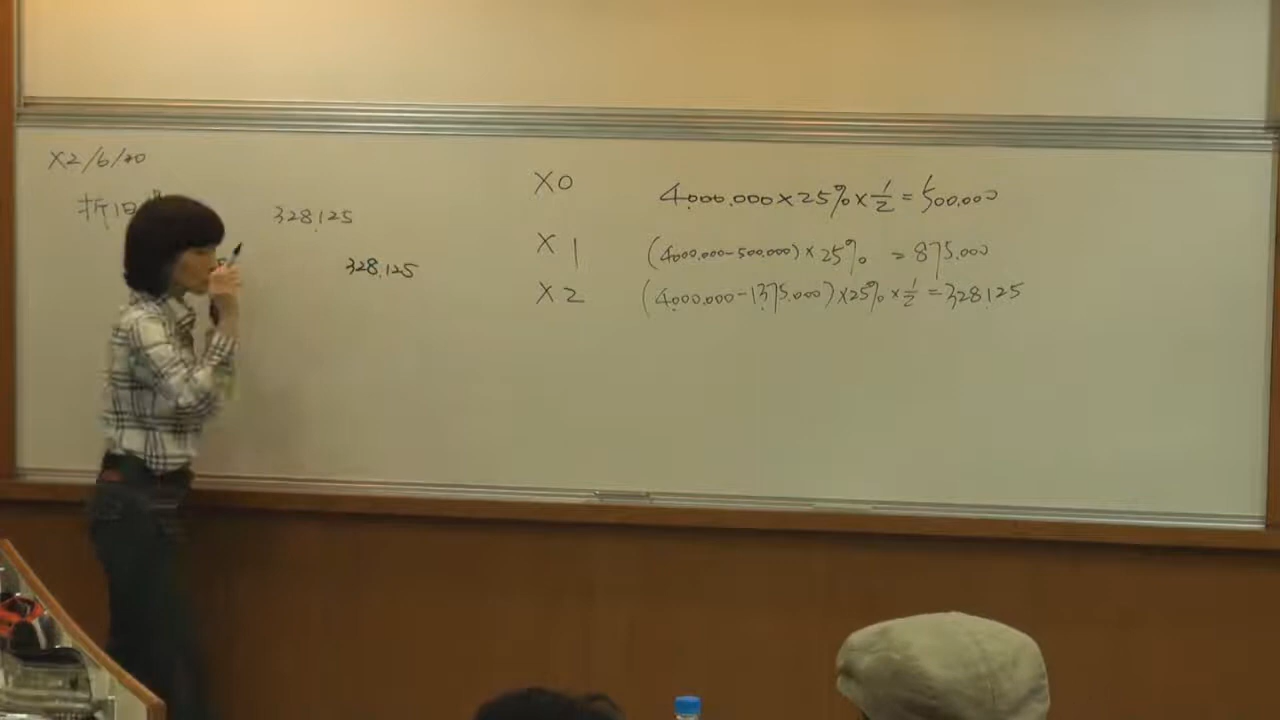 X2/6/30
折旧 328,125
328,125
X0 4,000,000×25%×1/2=500,000
X1 (4,000,000-500,000)×25% =875,000
X2 (4,000,000-1,375,000)×25%×1/2=328,125